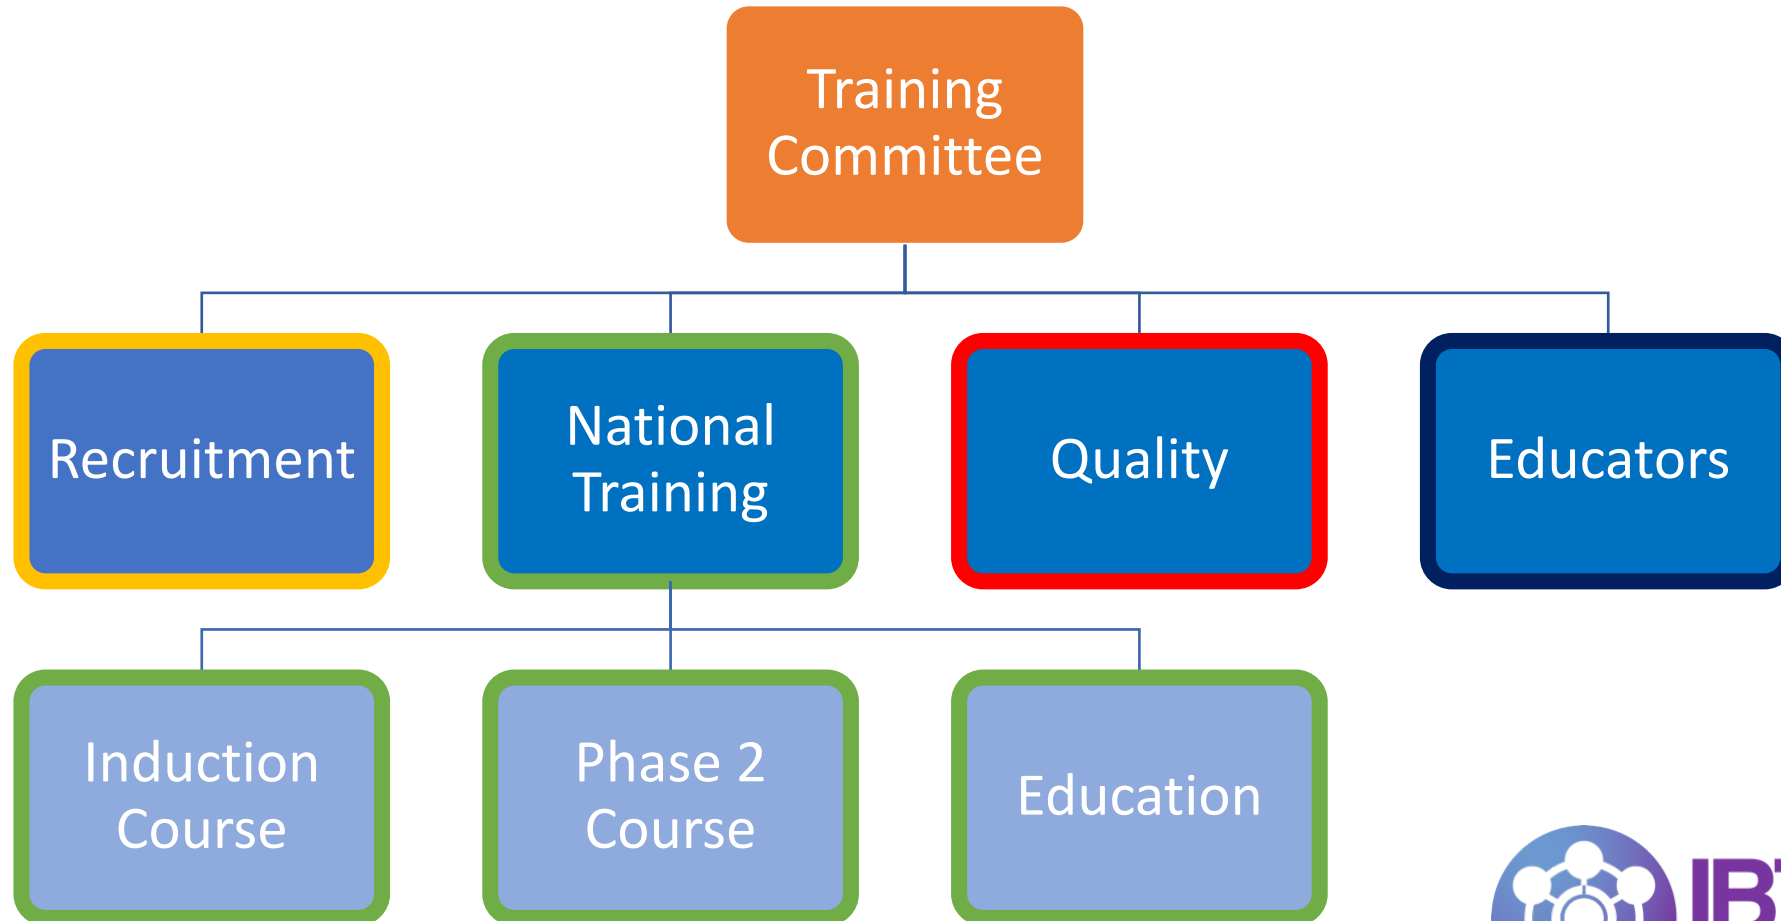 Training
Committee
Recruitment
National
Training
Quality
Educators
Induction
Course
Phase 2
Course
Education